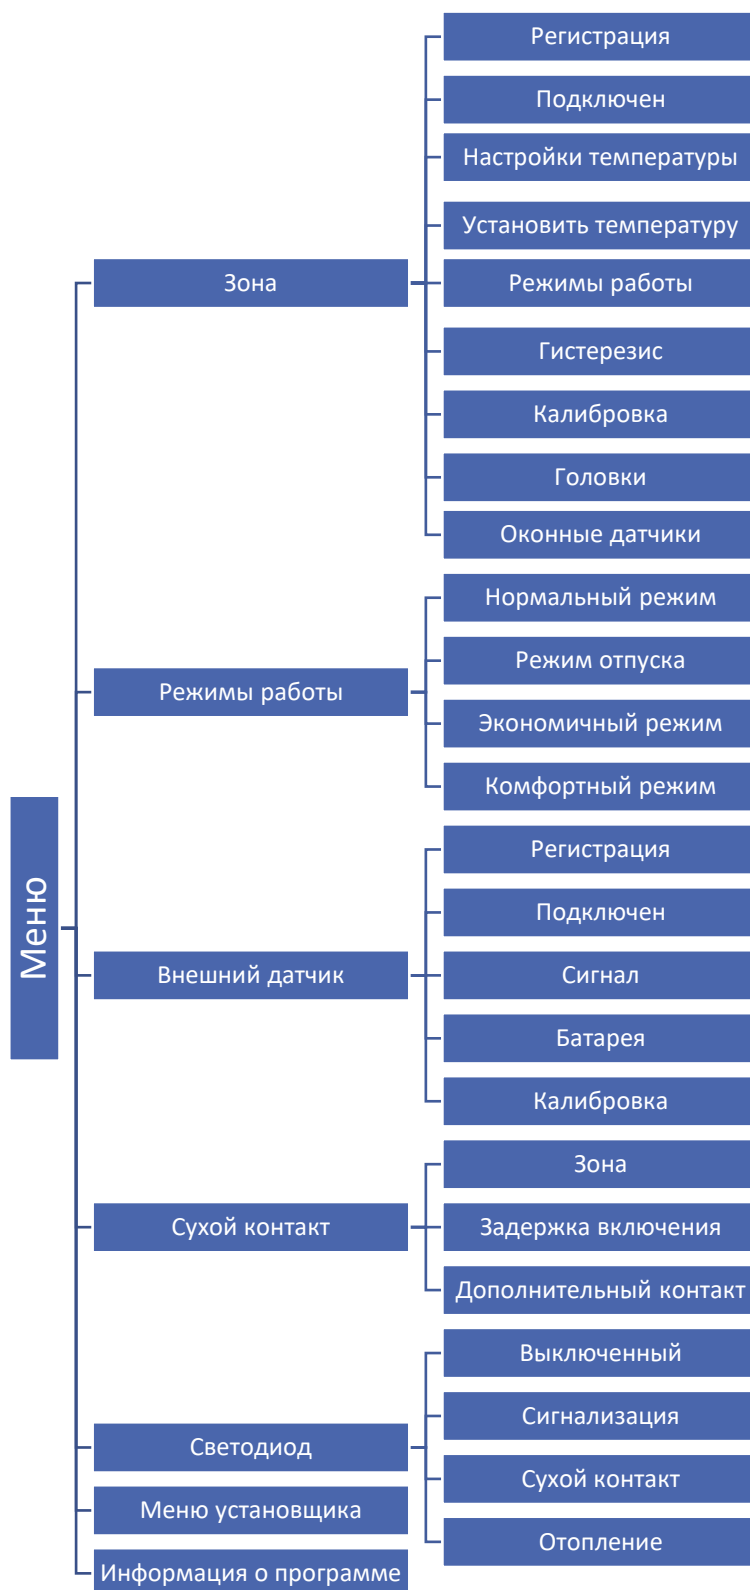 Меню
Зона
Регистрация
Подключен
Настройки температуры
Установить температуру
Режимы работы
Гистерезис
Калибровка
Головки
Оконные датчики
Режимы работы
Нормальный режим
Режим отпуска
Экономичный режим
Комфортный режим
Внешний датчик
Регистрация
Подключен
Сигнал
Батарея
Калибровка
Сухой контакт
Зона
Задержка включения
Дополнительный контакт
Светодиод
Выключенный
Сигнализация
Сухой контакт
Отопление
Меню установщика
Информация о программе